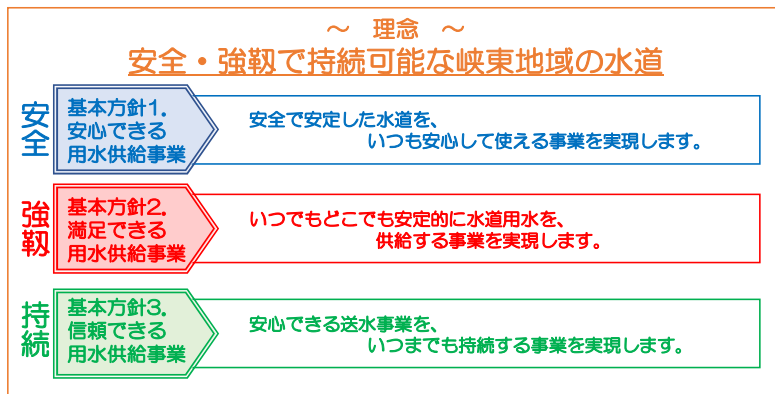 ～　理念　～
安全・強靱で持続可能な峡東地域の水道
安全
基本方針1.
安心できる
用水供給事業
安全で安定した水道を、
いつも安心して使える事業を実現します。
強靱
基本方針2.
満足できる
用水供給事業
いつでもどこでも安定的に水道用水を、
供給する事業を実現します。
持続
基本方針3.
信頼できる
用水供給事業
安心できる送水事業を、
いつまでも持続する事業を実現します。